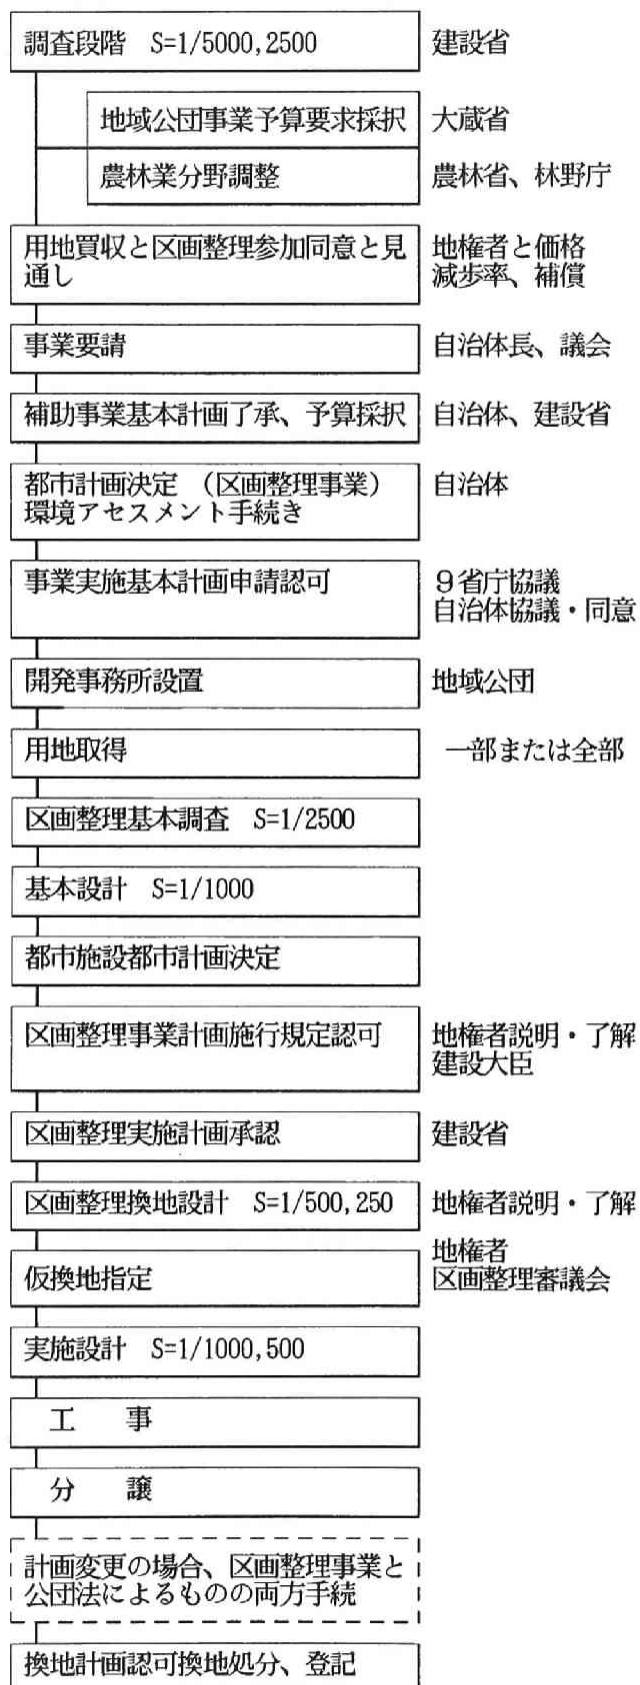 調査段階　S=1/5000,2500　建設省
地域公団事業予算要求採択　大蔵省
農林業分野調整　農林省、林野庁
用地買収と区画整理参加同意と見　地権者と価格
通し　減歩率、補償
事業要請　自治体長、議会
補助事業基本計画了承、予算採択　自治体、建設省
都市計画決定　（区画整理事業）　自治体
環境アセスメント手続き
事業実施基本計画申請認可　９省庁協議
自治体協議・同意
開発事務所設置　地域公団
用地取得　一部または全部
区画整理基本調査　S=1/2500
基本設計　S=1/1000
都市施設都市計画決定
区画整理事業計画施行規定認可　地権者説明・了解
建設大臣
区画整理実施計画承認　建設省
区画整理換地設計　S=1/500,250　地権者説明・了解
地権者
仮換地指定　区画整理審議会
実施設計　S=1/1000,500
工　　事
分　　譲
計画変更の場合、区画整理事業と
公団法によるものの両方手続
換地計画認可換地処分、登記